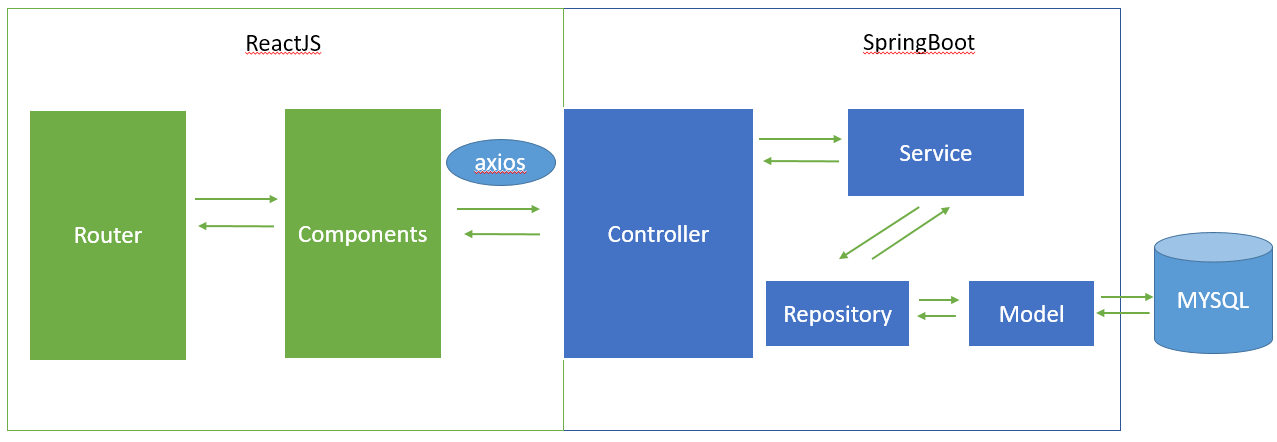 ReactJS
SpringBoot
Router
Components
axios
Controller
Service
Repository
Model
MYSQL